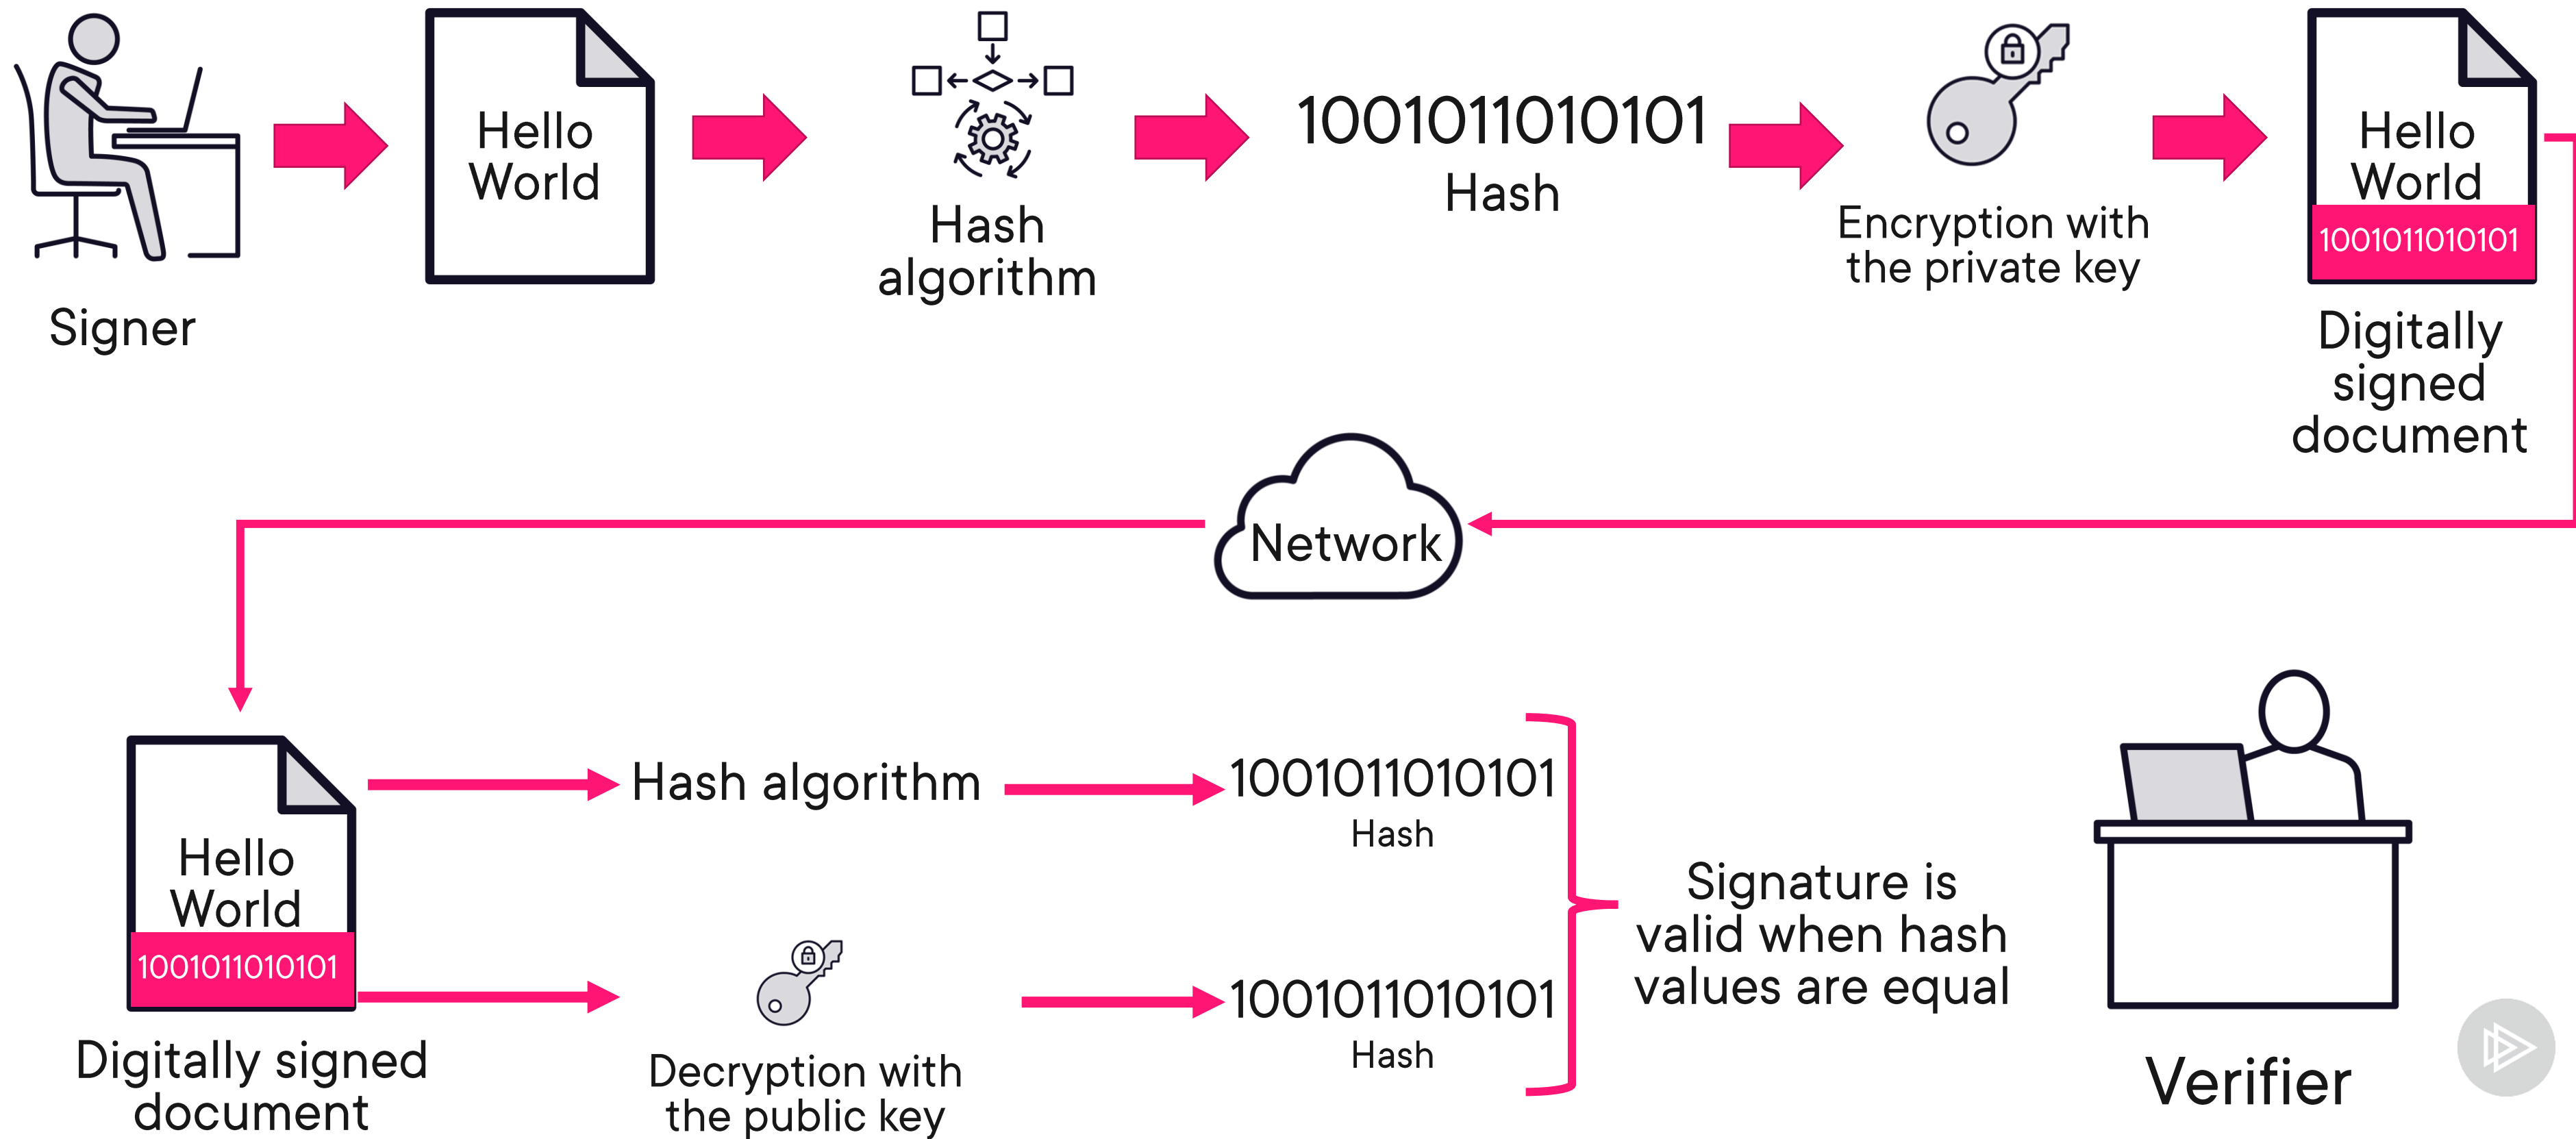 Signer
Hello
World
Hash
algorithm
1001011010101
Hash
Encryption with
the private key
Hello
World
1001011010101
Digitally
signed
document
Network
Hello
World
1001011010101
Digitally signed
document
Hash algorithm
1001011010101
Hash
Decryption with
the public key
1001011010101
Hash
Signature is
valid when hash
values are equal
Verifier